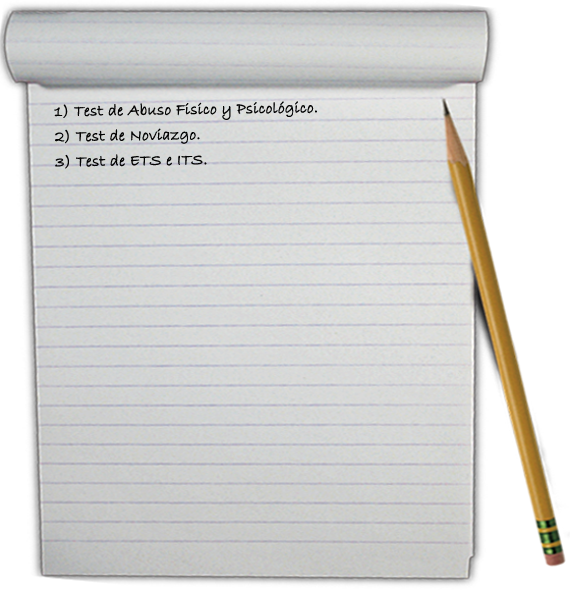 1) Test de Abuso Físico y Psicológico.
2) Test de Noviazgo.
3) Test de ETS e ITS.